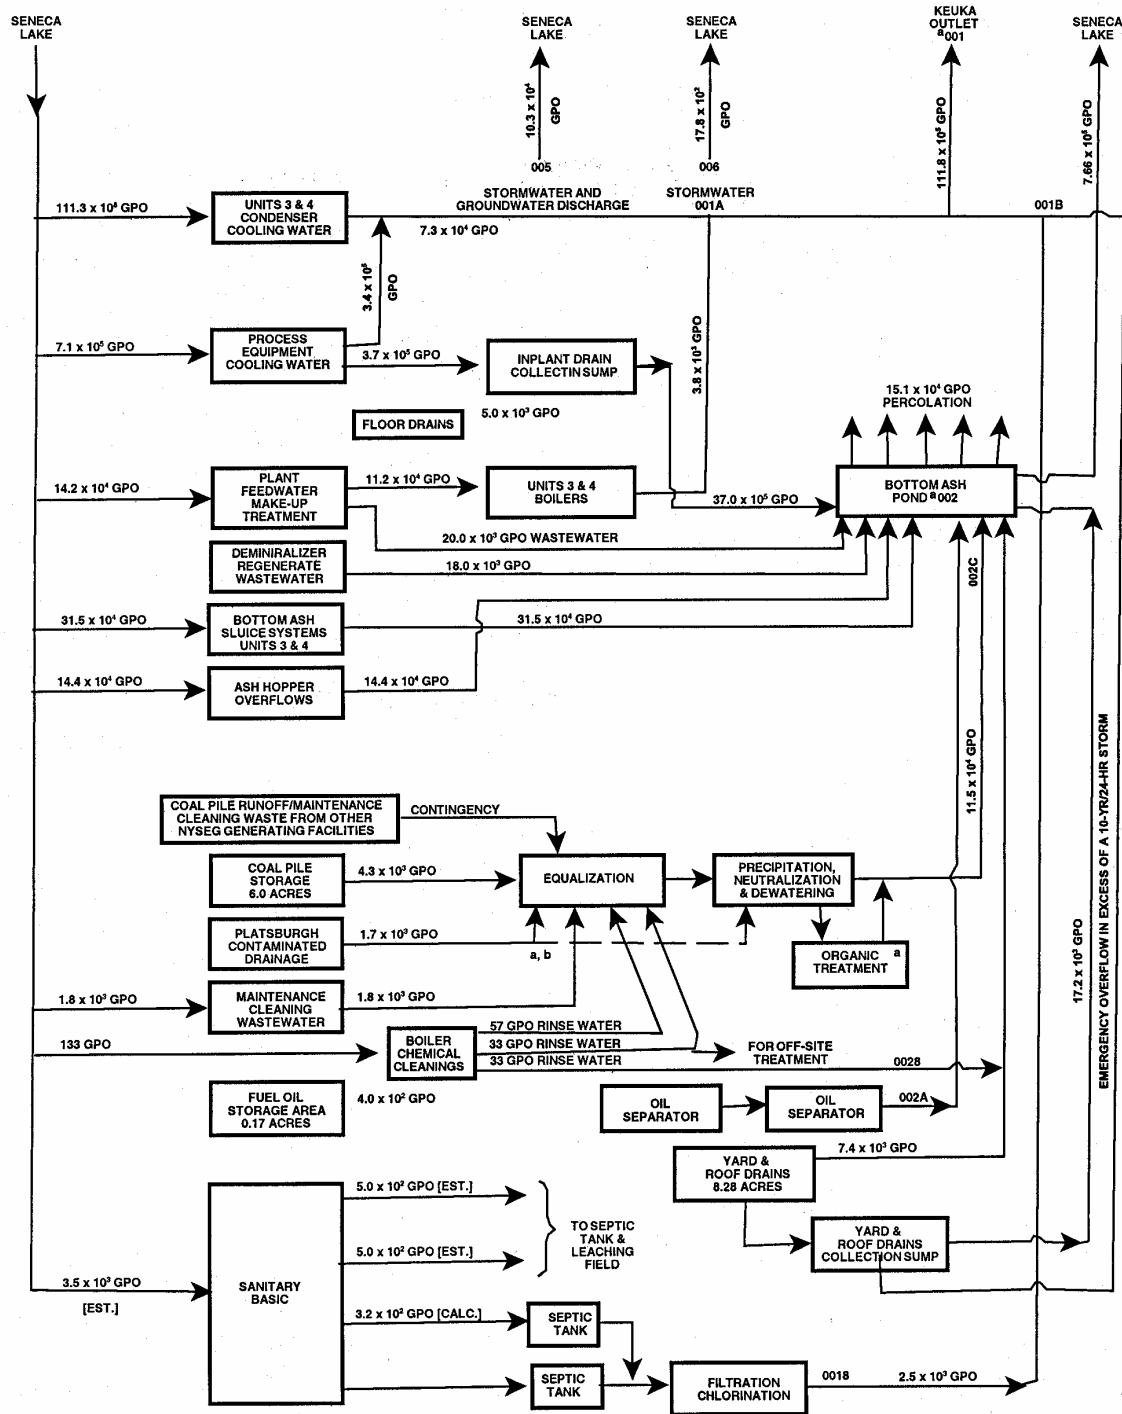 SENECA
LAKE
SENECA
LAKE
SENECA
LAKE
KEUKA
OUTLET
ᵃ001
SENECA
LAKE
10.3 x 10⁴
GPO
17.8 x 10²
GPO
111.8 x 10⁶ GPO
7.66 x 10⁵ GPO
005
006
STORMWATER AND
GROUNDWATER DISCHARGE
STORMWATER
001A
001B
111.3 x 10⁶ GPO
UNITS 3 & 4
CONDENSER
COOLING WATER
7.3 x 10⁴ GPO
3.4 x 10⁵
GPO
7.1 x 10⁵ GPO
PROCESS
EQUIPMENT
COOLING WATER
3.7 x 10⁵ GPO
INPLANT DRAIN
COLLECTIN SUMP
3.8 x 10³ GPO
15.1 x 10⁴ GPO
PERCOLATION
FLOOR DRAINS
5.0 x 10³ GPO
14.2 x 10⁴ GPO
PLANT
FEEDWATER
MAKE-UP
TREATMENT
11.2 x 10⁴ GPO
UNITS 3 & 4
BOILERS
37.0 x 10⁵ GPO
BOTTOM ASH
POND ᵃ 002
20.0 x 10³ GPO WASTEWATER
DEMINIRALIZER
REGENERATE
WASTEWATER
18.0 x 10³ GPO
002C
31.5 x 10⁴ GPO
BOTTOM ASH
SLUICE SYSTEMS
UNITS 3 & 4
31.5 x 10⁴ GPO
14.4 x 10⁴ GPO
ASH HOPPER
OVERFLOWS
14.4 x 10⁴ GPO
11.5 x 10⁴ GPO
EMERGENCY OVERFLOW IN EXCESS OF A 10-YR/24-HR STORM
COAL PILE RUNOFF/MAINTENANCE
CLEANING WASTE FROM OTHER
NYSEG GENERATING FACILITIES
CONTINGENCY
COAL PILE
STORAGE
6.0 ACRES
4.3 x 10³ GPO
EQUALIZATION
PRECIPITATION,
NEUTRALIZATION
& DEWATERING
PLATSBURGH
CONTAMINATED
DRAINAGE
1.7 x 10³ GPO
a, b
ORGANIC ᵃ
TREATMENT
17.2 x 10³ GPO
1.8 x 10³ GPO
MAINTENANCE
CLEANING
WASTEWATER
1.8 x 10³ GPO
133 GPO
BOILER
CHEMICAL
CLEANINGS
57 GPO RINSE WATER
33 GPO RINSE WATER
33 GPO RINSE WATER
FOR OFF-SITE
TREATMENT
0028
FUEL OIL
STORAGE AREA
0.17 ACRES
4.0 x 10² GPO
OIL
SEPARATOR
OIL
SEPARATOR
002A
YARD &
ROOF DRAINS
8.28 ACRES
7.4 x 10³ GPO
YARD &
ROOF DRAINS
COLLECTION SUMP
3.5 x 10³ GPO
[EST.]
SANITARY
BASIC
5.0 x 10² GPO [EST.]
5.0 x 10² GPO [EST.]
TO SEPTIC
TANK &
LEACHING
FIELD
3.2 x 10² GPO [CALC.]
SEPTIC
TANK
SEPTIC
TANK
FILTRATION
CHLORINATION
0018
2.5 x 10³ GPO